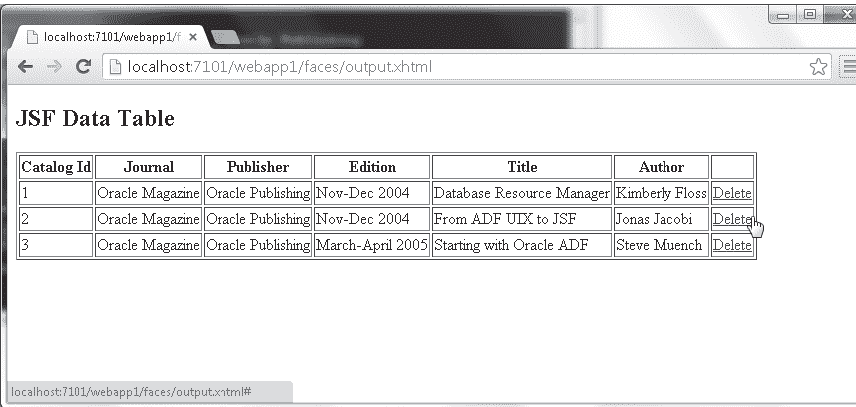 localhost:7101/webapp1/f
localhost:7101/webapp1/faces/output.xhtml
JSF Data Table
Catalog Id Journal Publisher Edition Title Author
1 Oracle Magazine Oracle Publishing Nov-Dec 2004 Database Resource Manager Kimberly Floss Delete
2 Oracle Magazine Oracle Publishing Nov-Dec 2004 From ADF UIX to JSF Jonas Jacobi Delete
3 Oracle Magazine Oracle Publishing March-April 2005 Starting with Oracle ADF Steve Muench Delete
localhost:7101/webapp1/faces/output.xhtml#